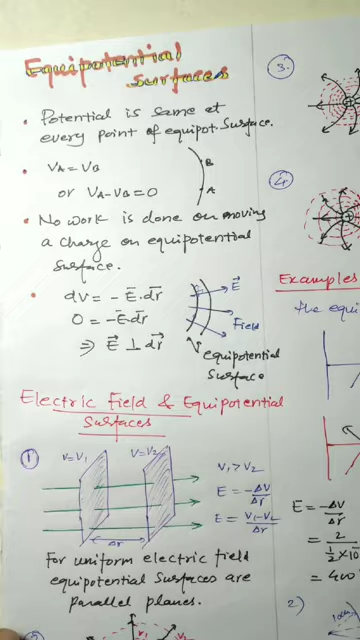 Equipotential
Surfaces
• Potential is same at
every point of equipot. surface.
• VA = VB
or VA - VB = 0
B
A
• No work is done on moving
a charge on equipotential
surface.
• dV = - E⃗.dr⃗
0 = - E⃗.dr⃗
⇒ E⃗ ⊥ dr⃗
E⃗
Field
equipotential
surface
Electric Field & Equipotential
Surfaces
①
V=V1
V=V2
Δr
V1 > V2
E = -ΔV/Δr
E = V1-V2/Δr
For uniform electric field
equipotential surfaces are
parallel planes.
③
④
Examples
the equi
E = -ΔV/Δr
2)